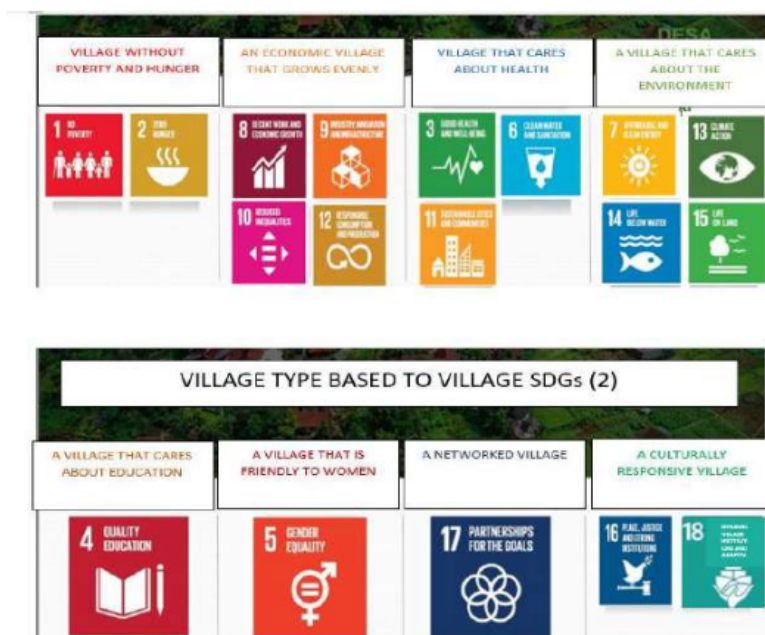 DESA
VILLAGE WITHOUT
POVERTY AND HUNGER
AN ECONOMIC VILLAGE
THAT GROWS EVENLY
VILLAGE THAT CARES
ABOUT HEALTH
A VILLAGE THAT CARES
ABOUT THE
ENVIRONMENT
1 NO
POVERTY
2 ZERO
HUNGER
8 DECENT WORK AND
ECONOMIC GROWTH
9 INDUSTRY, INNOVATION
AND INFRASTRUCTURE
3 GOOD HEALTH
AND WELL-BEING
6 CLEAN WATER
AND SANITATION
7 AFFORDABLE AND
CLEAN ENERGY
13 CLIMATE
ACTION
10 REDUCED
INEQUALITIES
12 RESPONSIBLE
CONSUMPTION
AND PRODUCTION
11 SUSTAINABLE CITIES
AND COMMUNITIES
14 LIFE
BELOW WATER
15 LIFE
ON LAND
VILLAGE TYPE BASED TO VILLAGE SDGs (2)
A VILLAGE THAT CARES
ABOUT EDUCATION
A VILLAGE THAT IS
FRIENDLY TO WOMEN
A NETWORKED VILLAGE
A CULTURALLY
RESPONSIVE VILLAGE
4 QUALITY
EDUCATION
5 GENDER
EQUALITY
17 PARTNERSHIPS
FOR THE GOALS
16 PEACE, JUSTICE
AND STRONG
INSTITUTIONS
18
VILLAGE